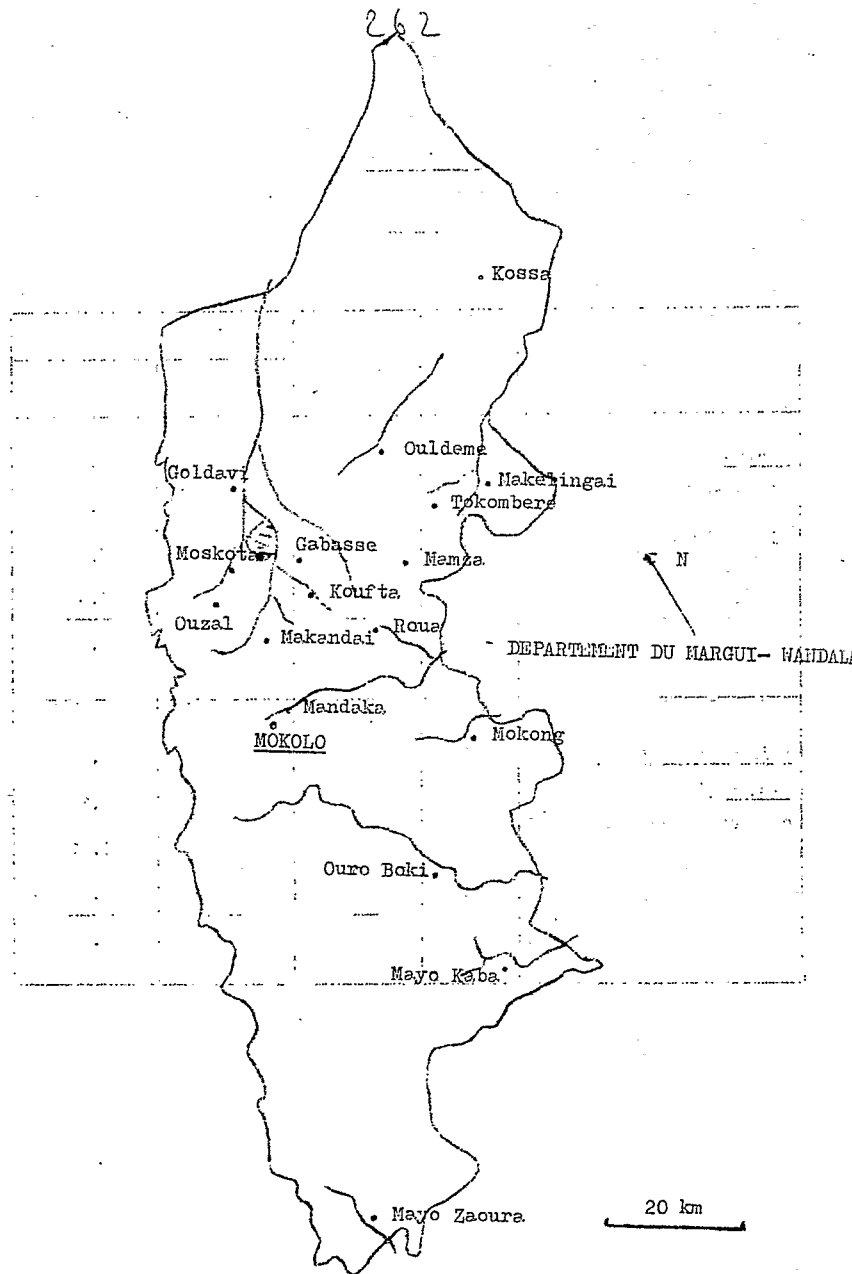 262
Kossa
Ouldeme
Goldavi
Makelingai
Tokombere
Gabasse
Moskota
Mamza
N
Koufta
Ouzal
Roua
Makandai
DEPARTEMENT DU MARGUI- WANDALA
Mandaka
MOKOLO
Mokong
Ouro Boki
Mayo Kaba
Mayo Zaoura
20 km